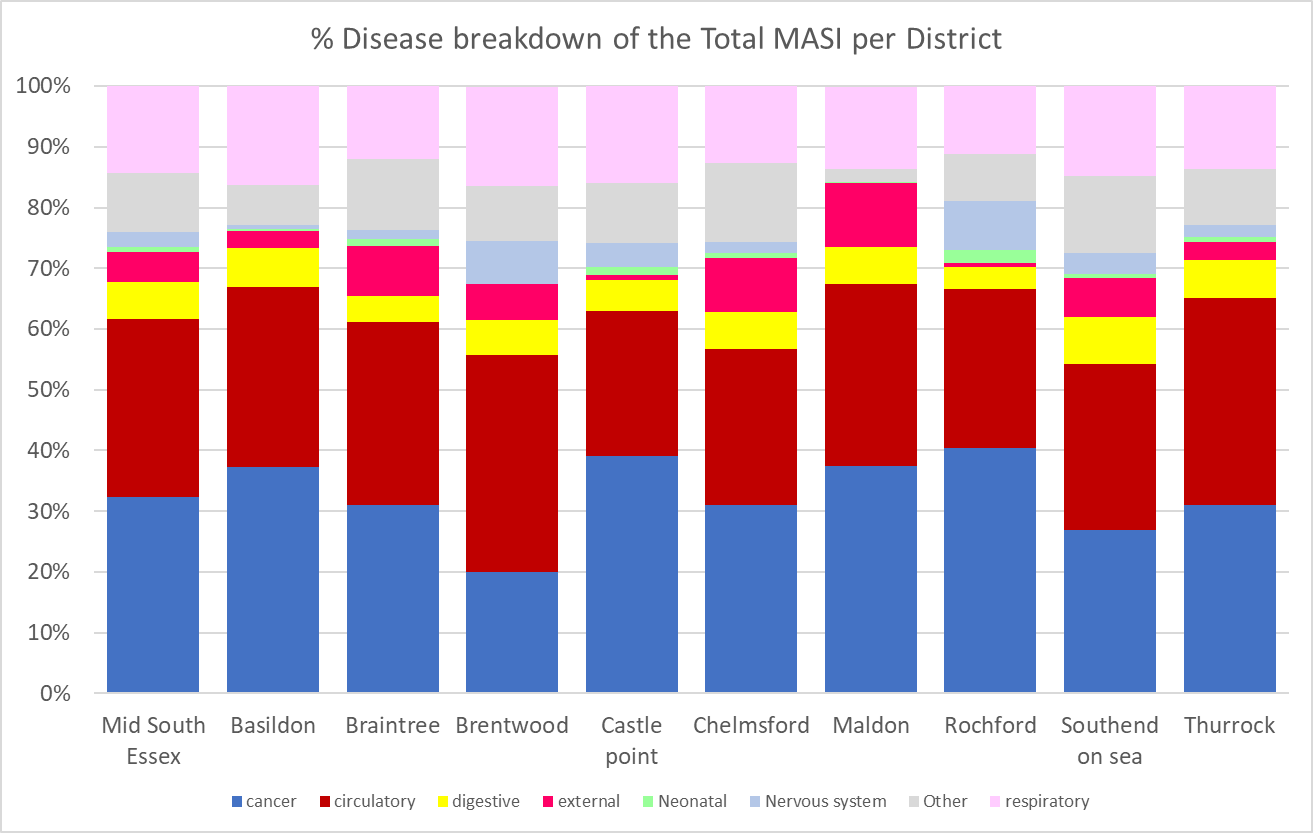 % Disease breakdown of the Total MASI per District
100%
90%
80%
70%
60%
50%
40%
30%
20%
10%
0%
Mid South Essex
Basildon
Braintree
Brentwood
Castle point
Chelmsford
Maldon
Rochford
Southend on sea
Thurrock
cancer
circulatory
digestive
external
Neonatal
Nervous system
Other
respiratory